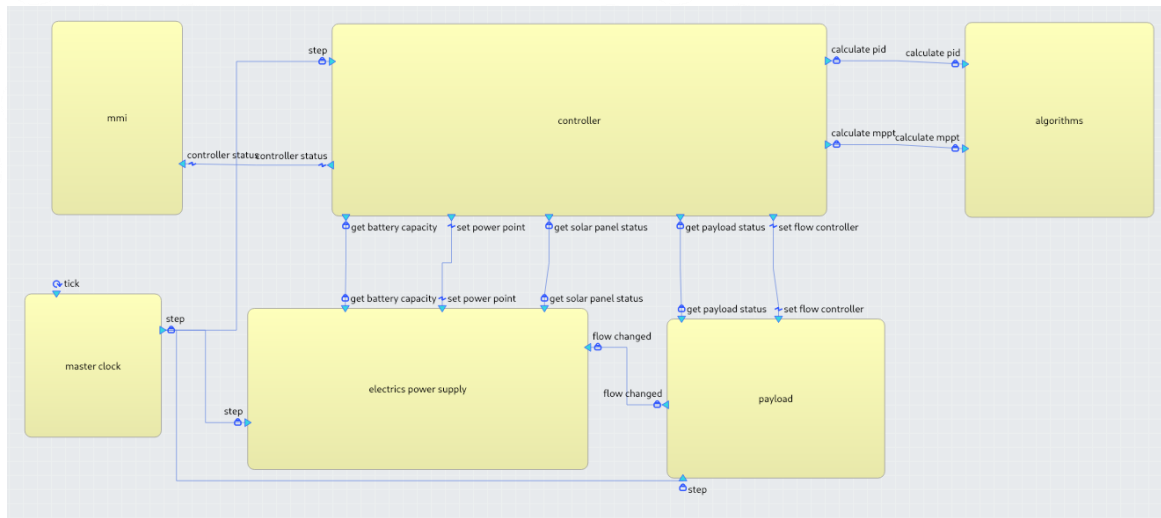 step
calculate pid
calculate pid
mmi
controller
algorithms
calculate mppt
calculate mppt
controller status
controller status
get battery capacity
set power point
get solar panel status
get payload status
set flow controller
tick
get battery capacity
set power point
get solar panel status
get payload status
set flow controller
step
flow changed
master clock
electrics power supply
flow changed
payload
step
step